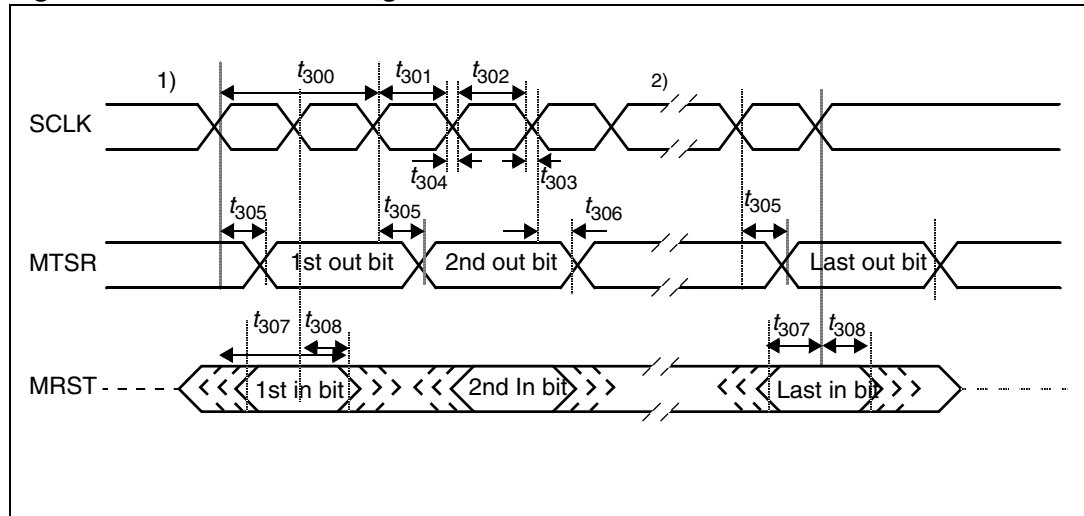 1)
t300
t301
t302
2)
SCLK
t304
t303
t305
t305
t306
t305
MTSR
1st out bit
2nd out bit
Last out bit
t307
t308
t307
t308
MRST
1st in bit
2nd In bit
Last in bit